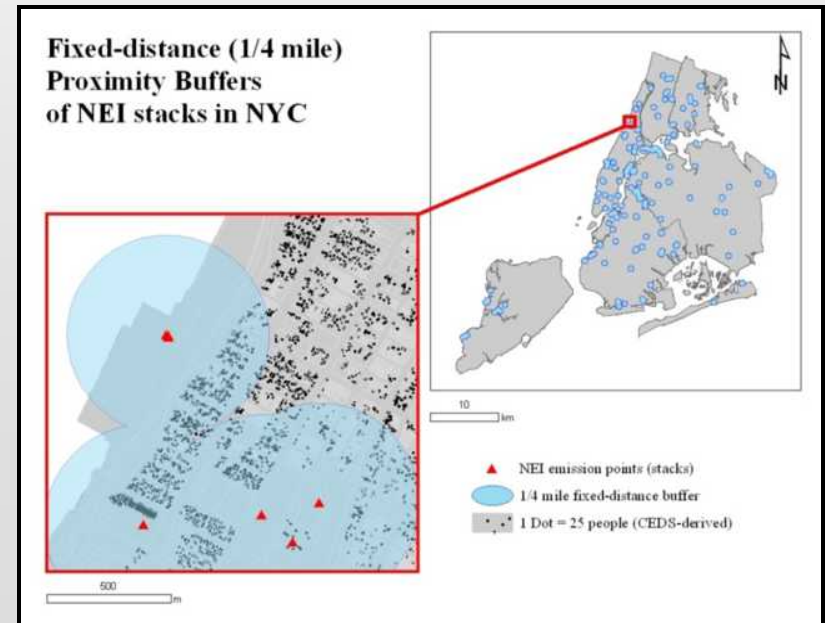 Fixed-distance (1/4 mile)
Proximity Buffers
of NEI stacks in NYC
N
10
km
NEI emission points (stacks)
1/4 mile fixed-distance buffer
1 Dot = 25 people (CEDS-derived)
500
m